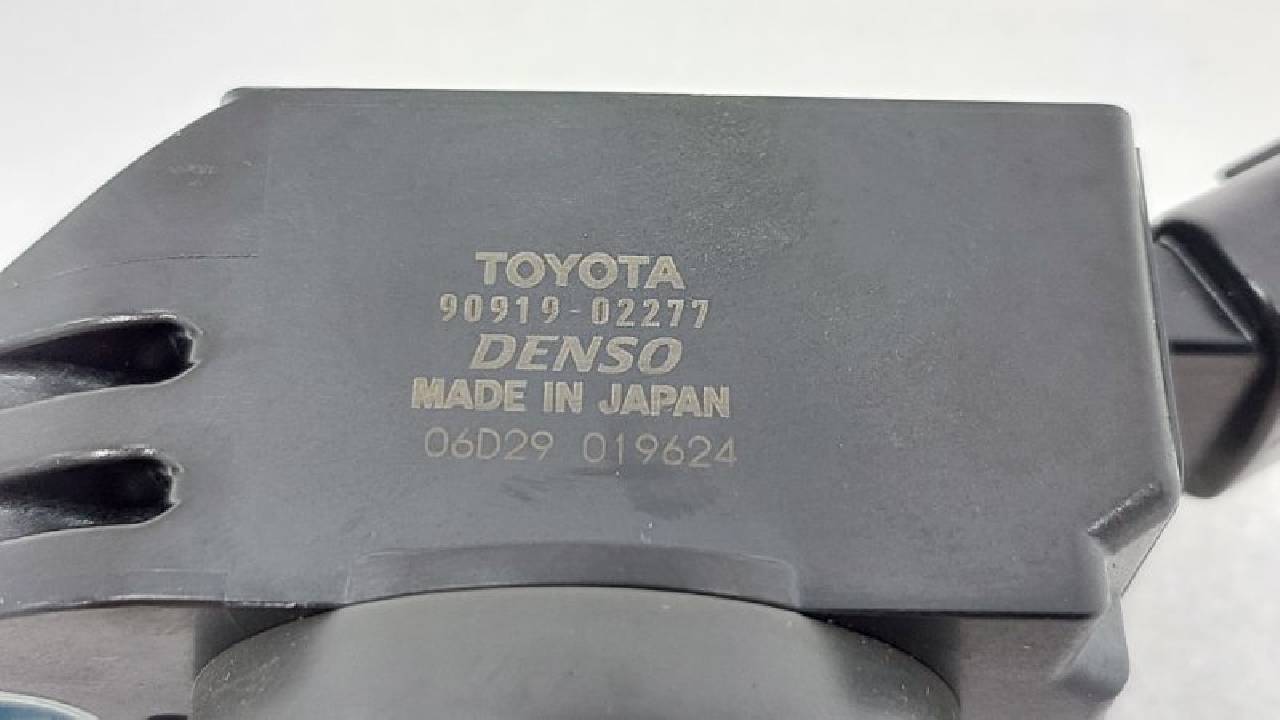 TOYOTA
90919-02277
DENSO
MADE IN JAPAN
06D29 019624